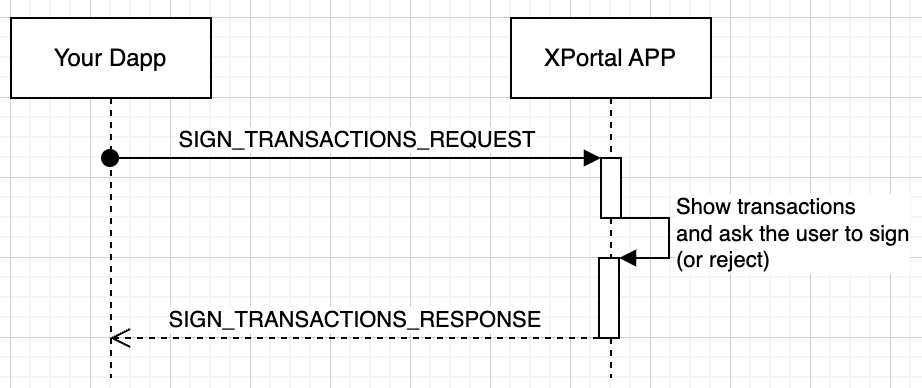 Your Dapp
XPortal APP
SIGN_TRANSACTIONS_REQUEST
Show transactions
and ask the user to sign
(or reject)
SIGN_TRANSACTIONS_RESPONSE